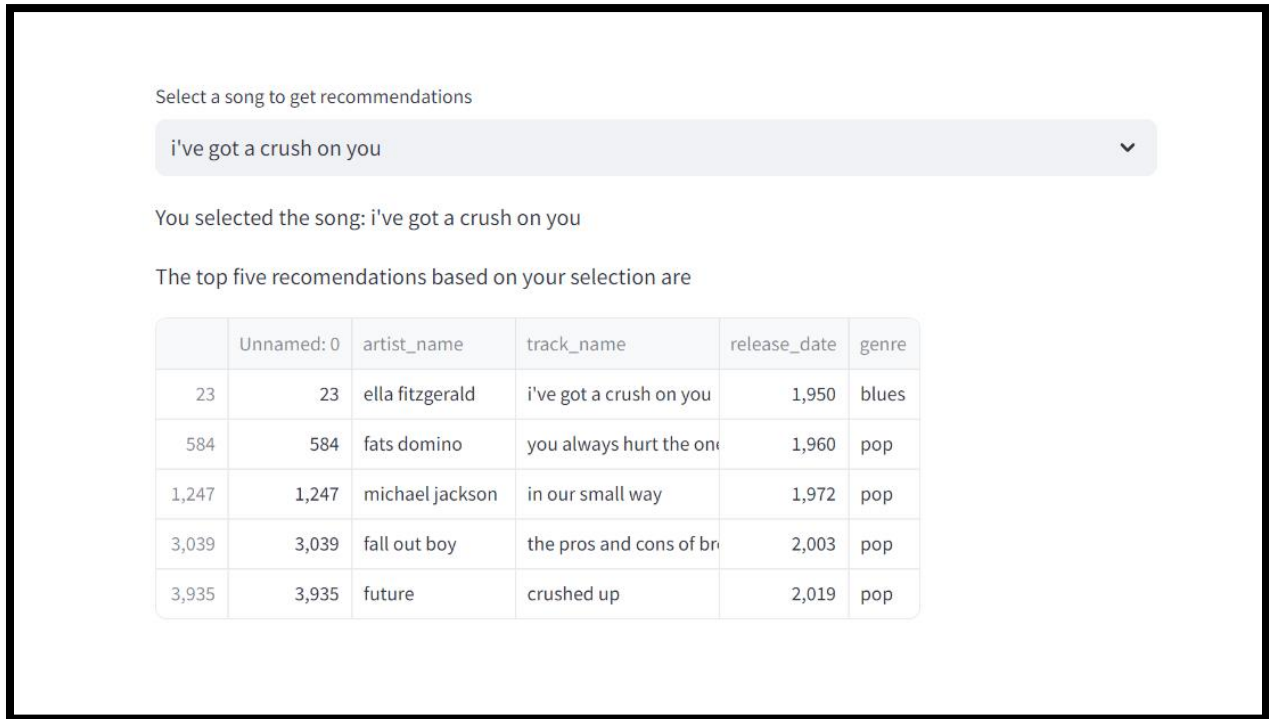 Select a song to get recommendations
i've got a crush on you
You selected the song: i've got a crush on you
The top five recomendations based on your selection are
Unnamed: 0 artist_name track_name release_date genre
23 23 ella fitzgerald i've got a crush on you 1,950 blues
584 584 fats domino you always hurt the 1,960 pop
1,247 1,247 michael jackson in our small way 1,972 pop
3,039 3,039 fall out boy the pros and cons of 2,003 pop
3,935 3,935 future crushed up 2,019 pop